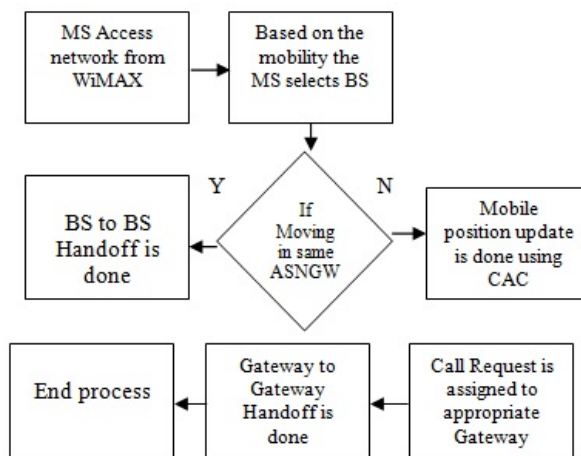 MS Access
network from
WiMAX
Based on the
mobility the
MS selects BS
Y
N
If
Moving
in same
ASNGW
BS to BS
Handoff is
done
Mobile
position update
is done using
CAC
End process
Gateway to
Gateway
Handoff is
done
Call Request is
assigned to
appropriate
Gateway